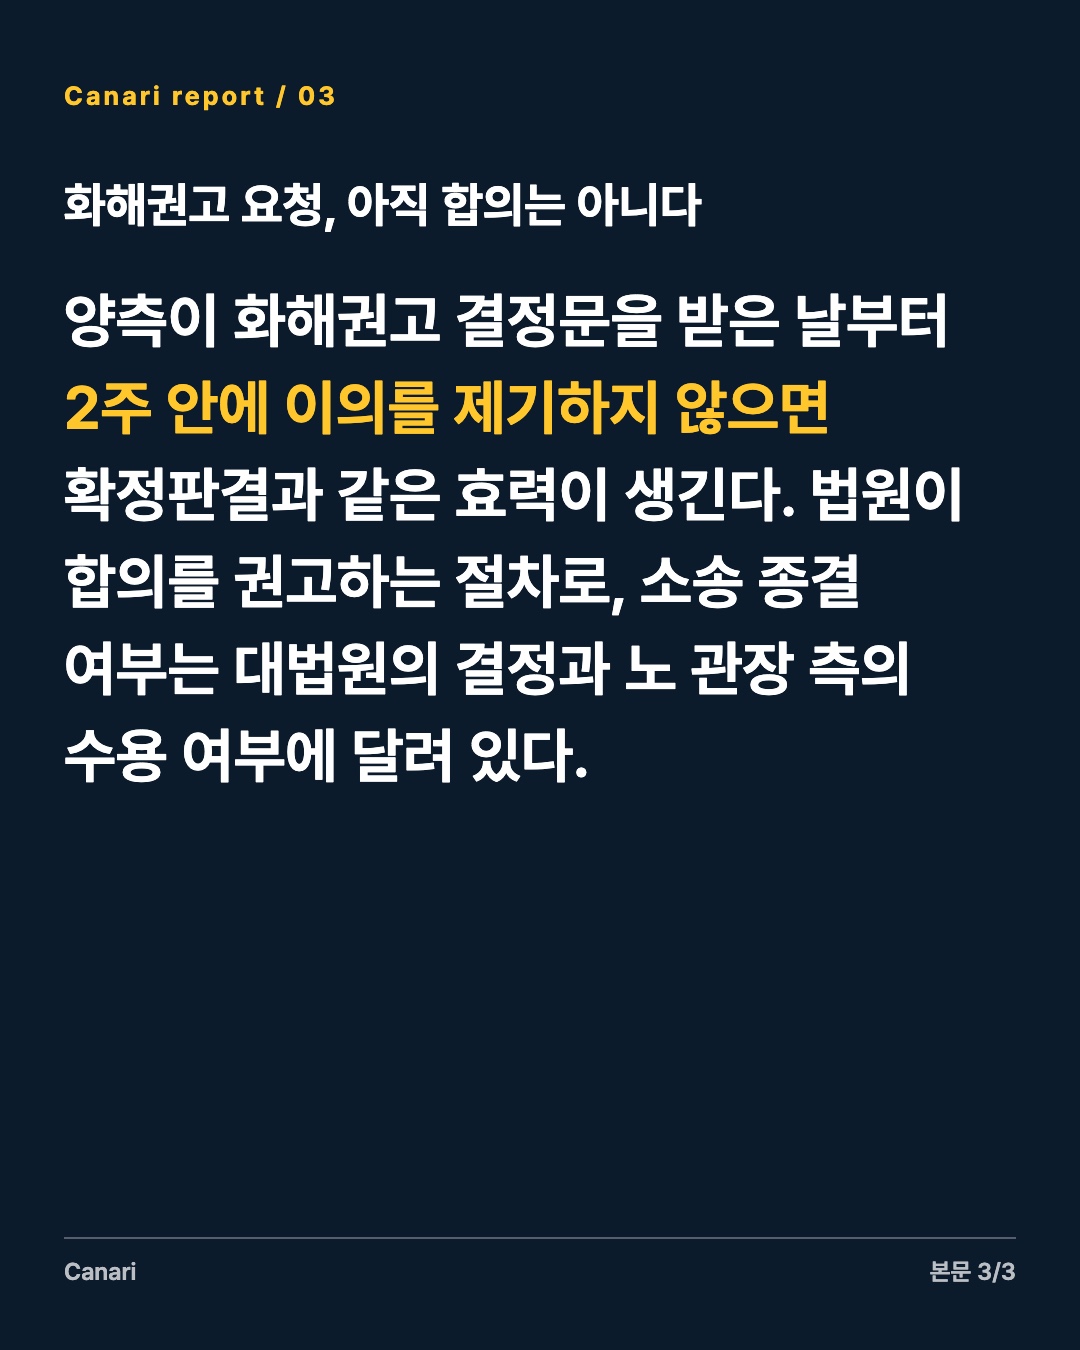 Canari report / 03
화해권고 요청, 아직 합의는 아니다
양측이 화해권고 결정문을 받은 날부터
2주 안에 이의를 제기하지 않으면
확정판결과 같은 효력이 생긴다. 법원이
합의를 권고하는 절차로, 소송 종결
여부는 대법원의 결정과 노 관장 측의
수용 여부에 달려 있다.
Canari
본문 3/3